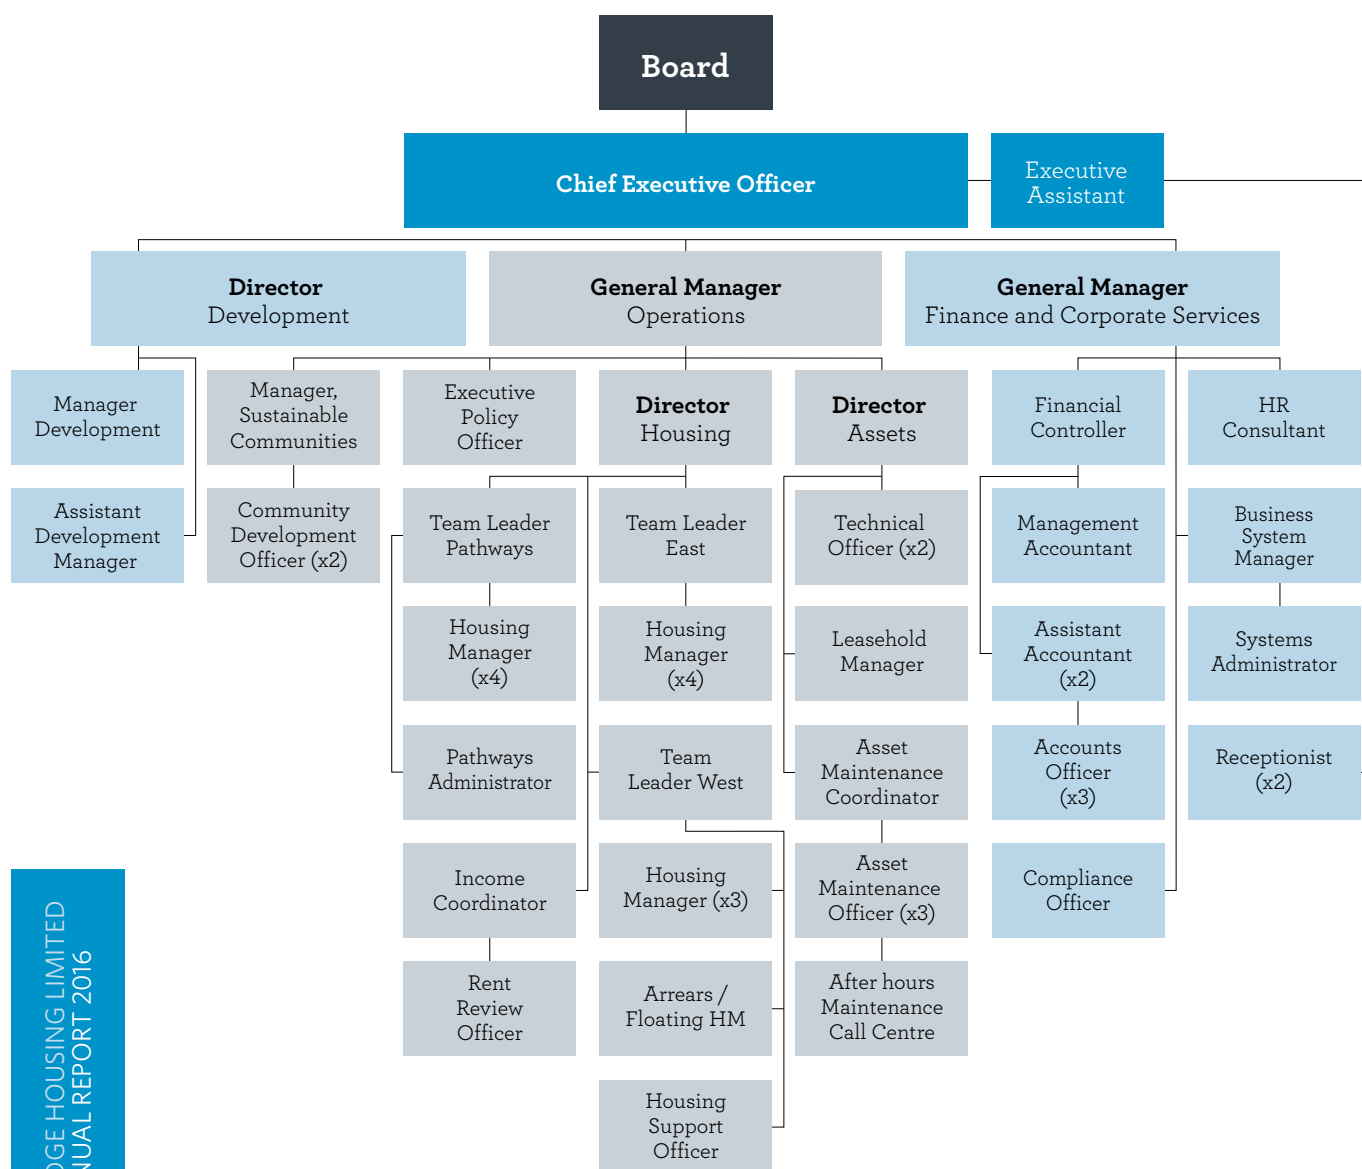 Board
Chief Executive Officer
Executive
Assistant
Director
Development
General Manager
Operations
General Manager
Finance and Corporate Services
Manager
Development
Manager,
Sustainable
Communities
Executive
Policy
Officer
Director
Housing
Director
Assets
Financial
Controller
HR
Consultant
Assistant
Development
Manager
Community
Development
Officer (x2)
Team Leader
Pathways
Team Leader
East
Technical
Officer (x2)
Management
Accountant
Business
System
Manager
Housing
Manager
(x4)
Housing
Manager
(x4)
Leasehold
Manager
Assistant
Accountant
(x2)
Systems
Administrator
Pathways
Administrator
Team
Leader West
Asset
Maintenance
Coordinator
Accounts
Officer
(x3)
Receptionist
(x2)
Income
Coordinator
Housing
Manager (x3)
Asset
Maintenance
Officer (x3)
Compliance
Officer
Rent
Review
Officer
Arrears /
Floating HM
After hours
Maintenance
Call Centre
Housing
Support
Officer
HOUSING LIMITED
REPORT 2016